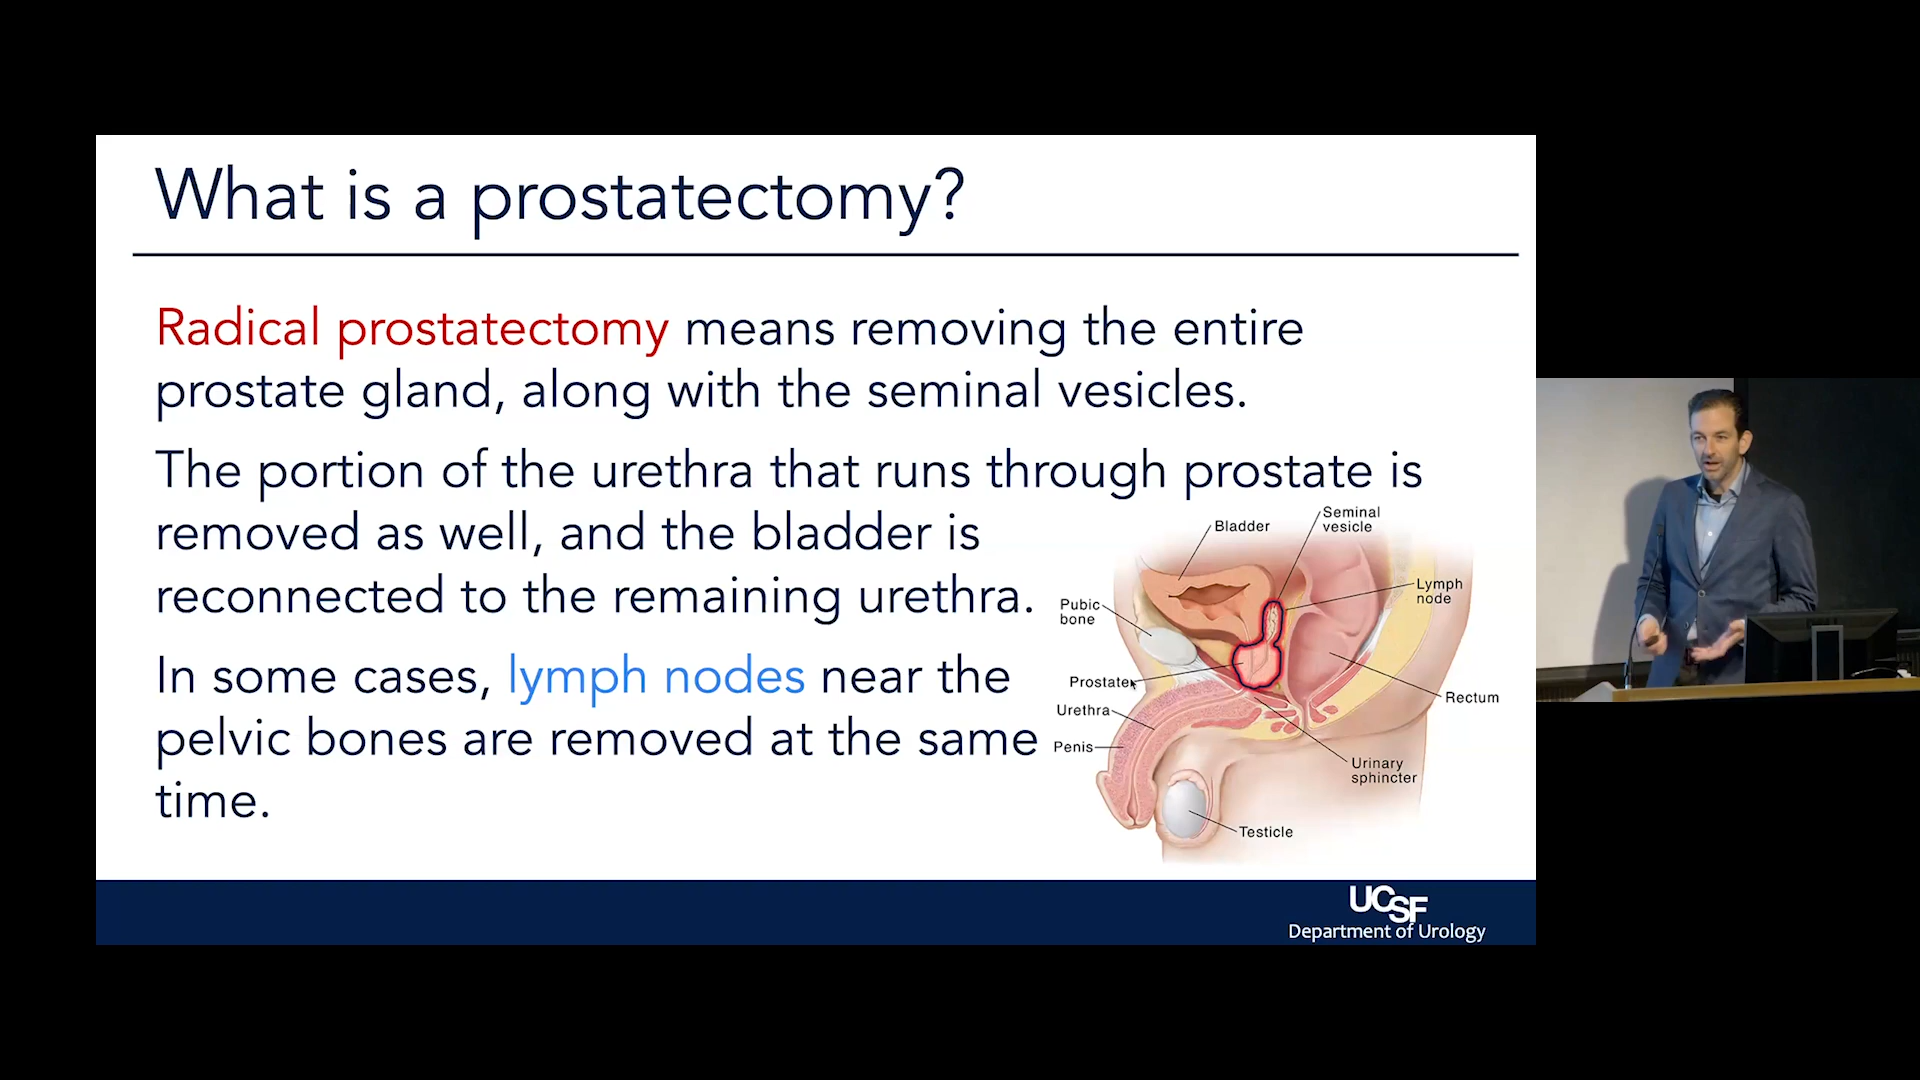 What is a prostatectomy?
Radical prostatectomy means removing the entire
prostate gland, along with the seminal vesicles.
The portion of the urethra that runs through prostate is
removed as well, and the bladder is
reconnected to the remaining urethra.
In some cases, lymph nodes near the
pelvic bones are removed at the same
time.
Bladder
Seminal
vesicle
Lymph
node
Pubic
bone
Prostate
Urethra
Penis
Rectum
Urinary
sphincter
Testicle
UCSF
Department of Urology